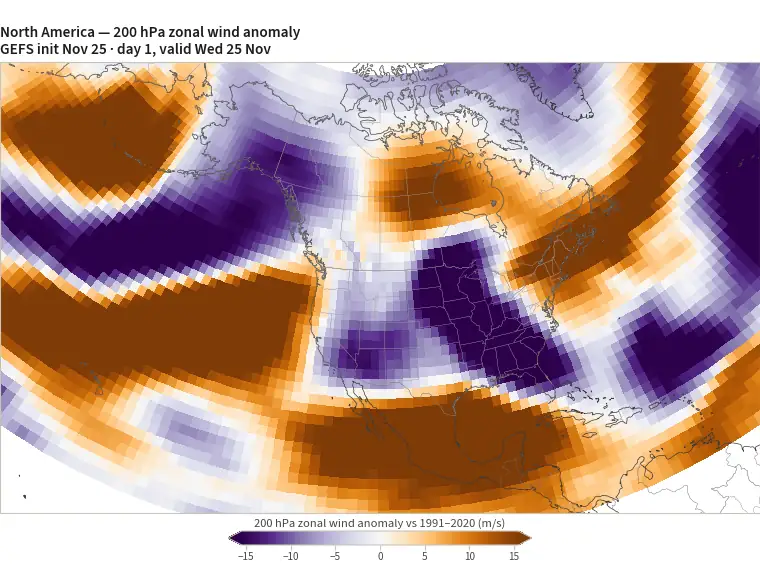 North America — 200 hPa zonal wind anomaly
GEFS init Nov 25 · day 1, valid Wed 25 Nov
200 hPa zonal wind anomaly vs 1991–2020 (m/s)
−15 −10 −5 0 5 10 15